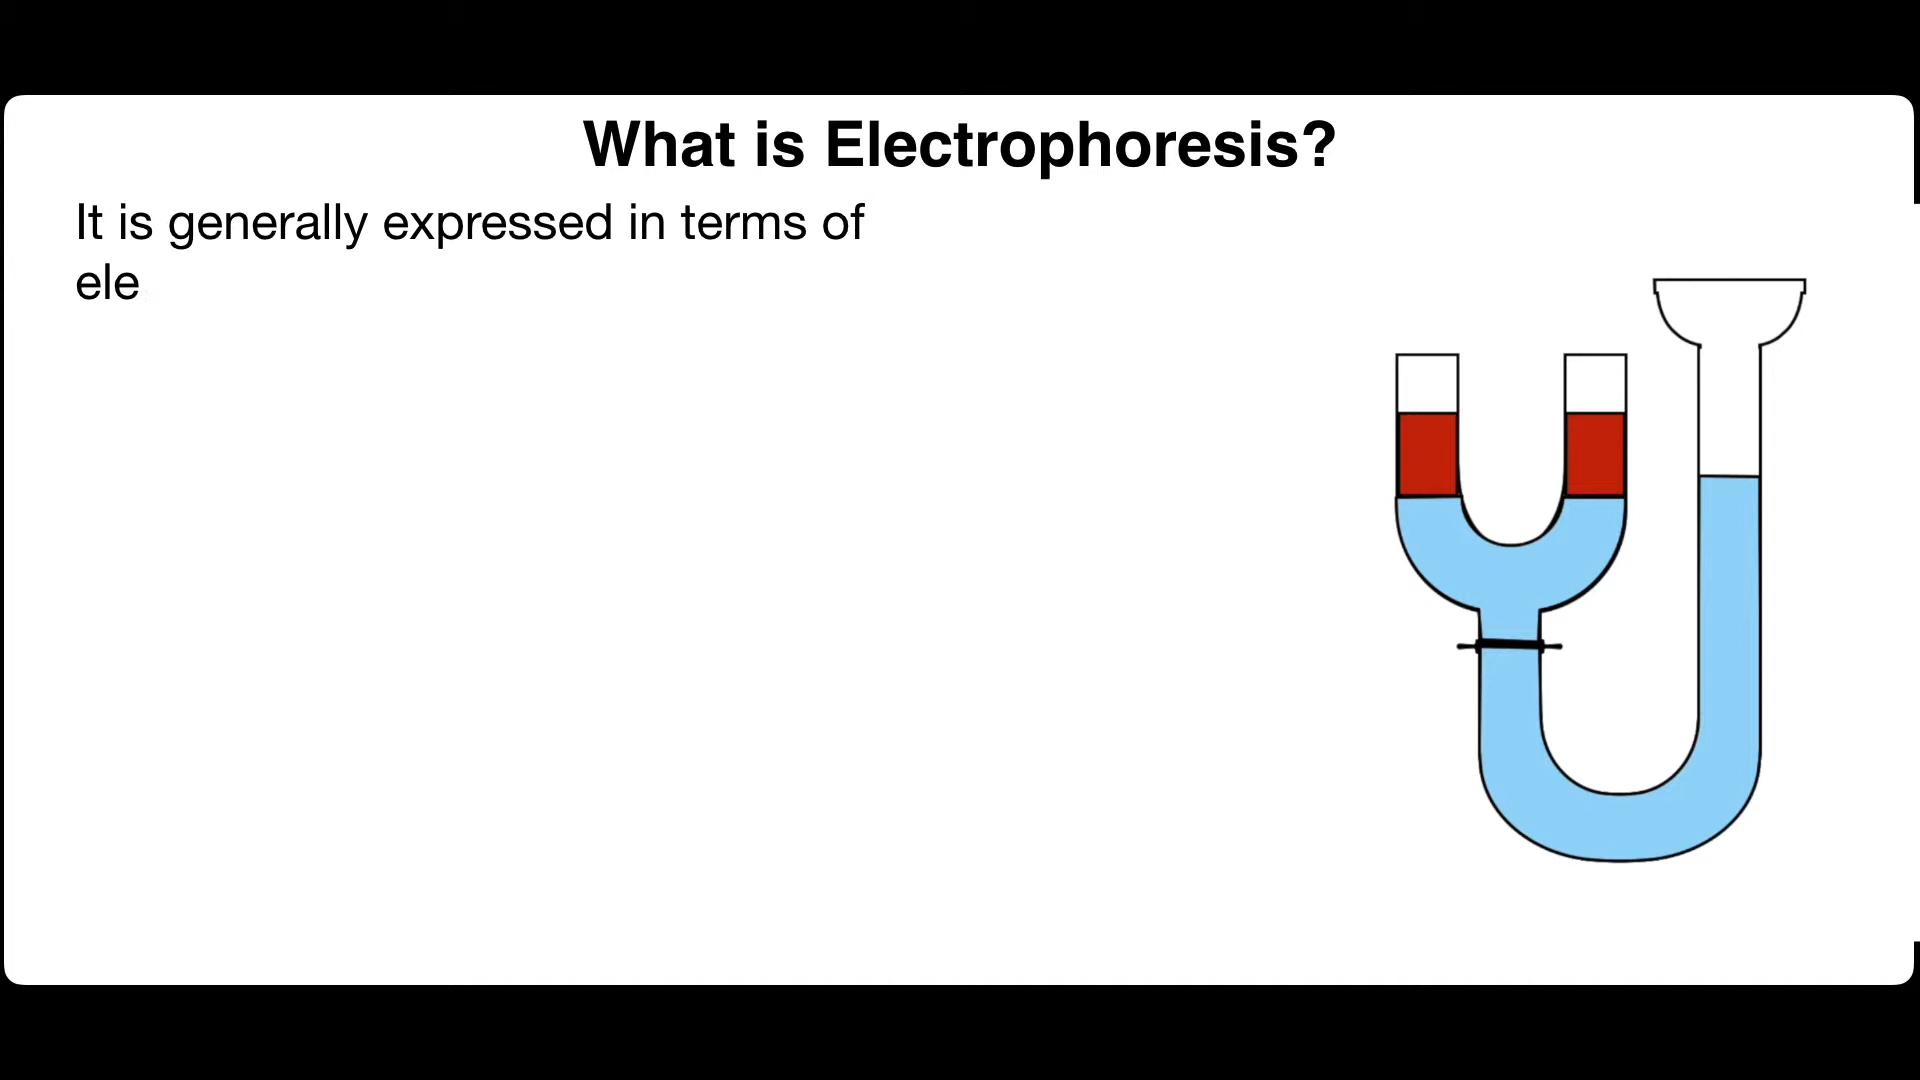 What is Electrophoresis?
It is generally expressed in terms of
ele